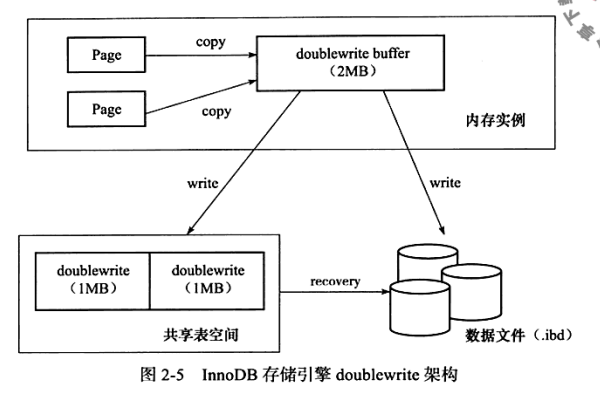 Page
copy
doublewrite buffer
（2MB）
Page
copy
内存实例
write
write
doublewrite
（1MB）
doublewrite
（1MB）
recovery
共享表空间
数据文件（.ibd）
图 2-5 InnoDB 存储引擎 doublewrite 架构